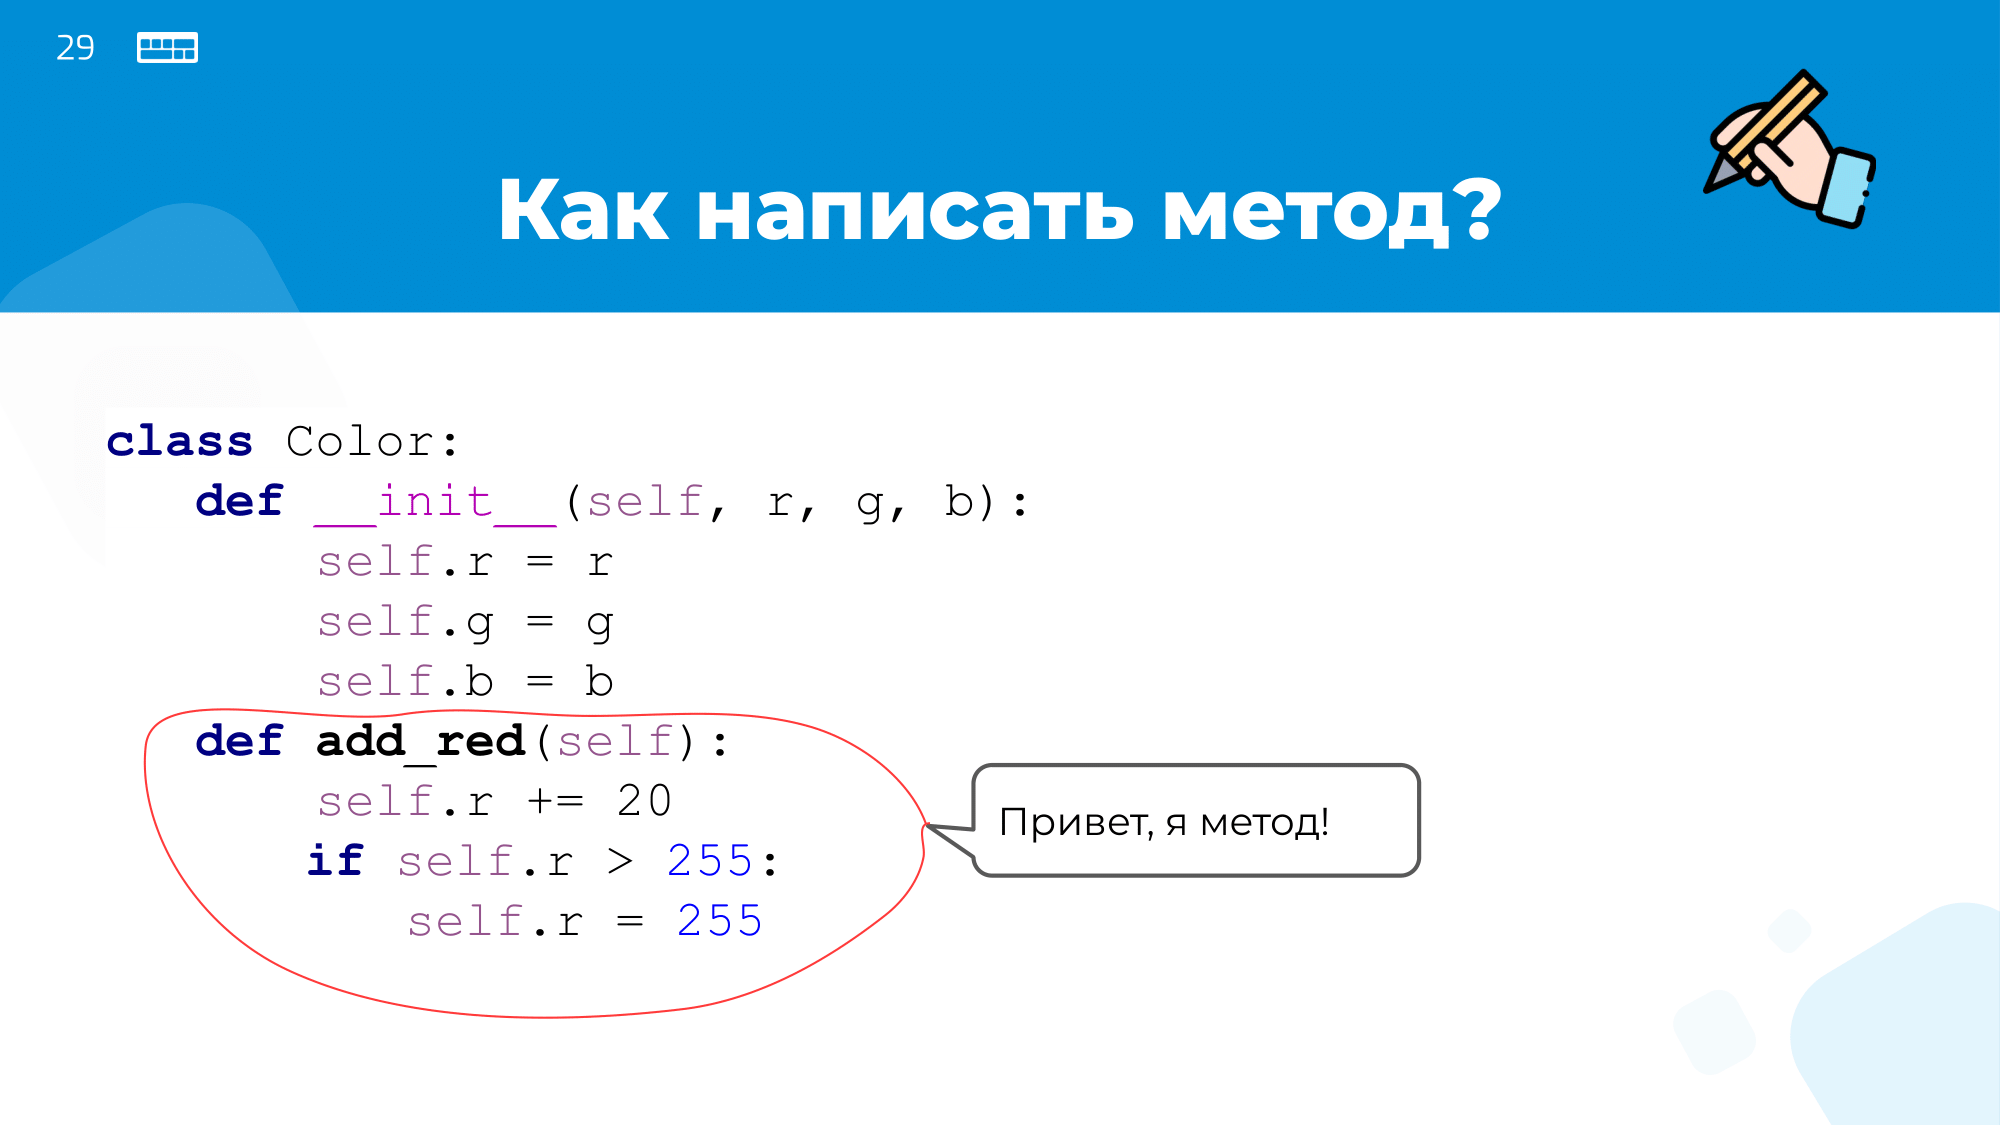 29
Как написать метод?
class Color:
   def __init__(self, r, g, b):
       self.r = r
       self.g = g
       self.b = b
   def add_red(self):
       self.r += 20
       if self.r > 255:
          self.r = 255
Привет, я метод!